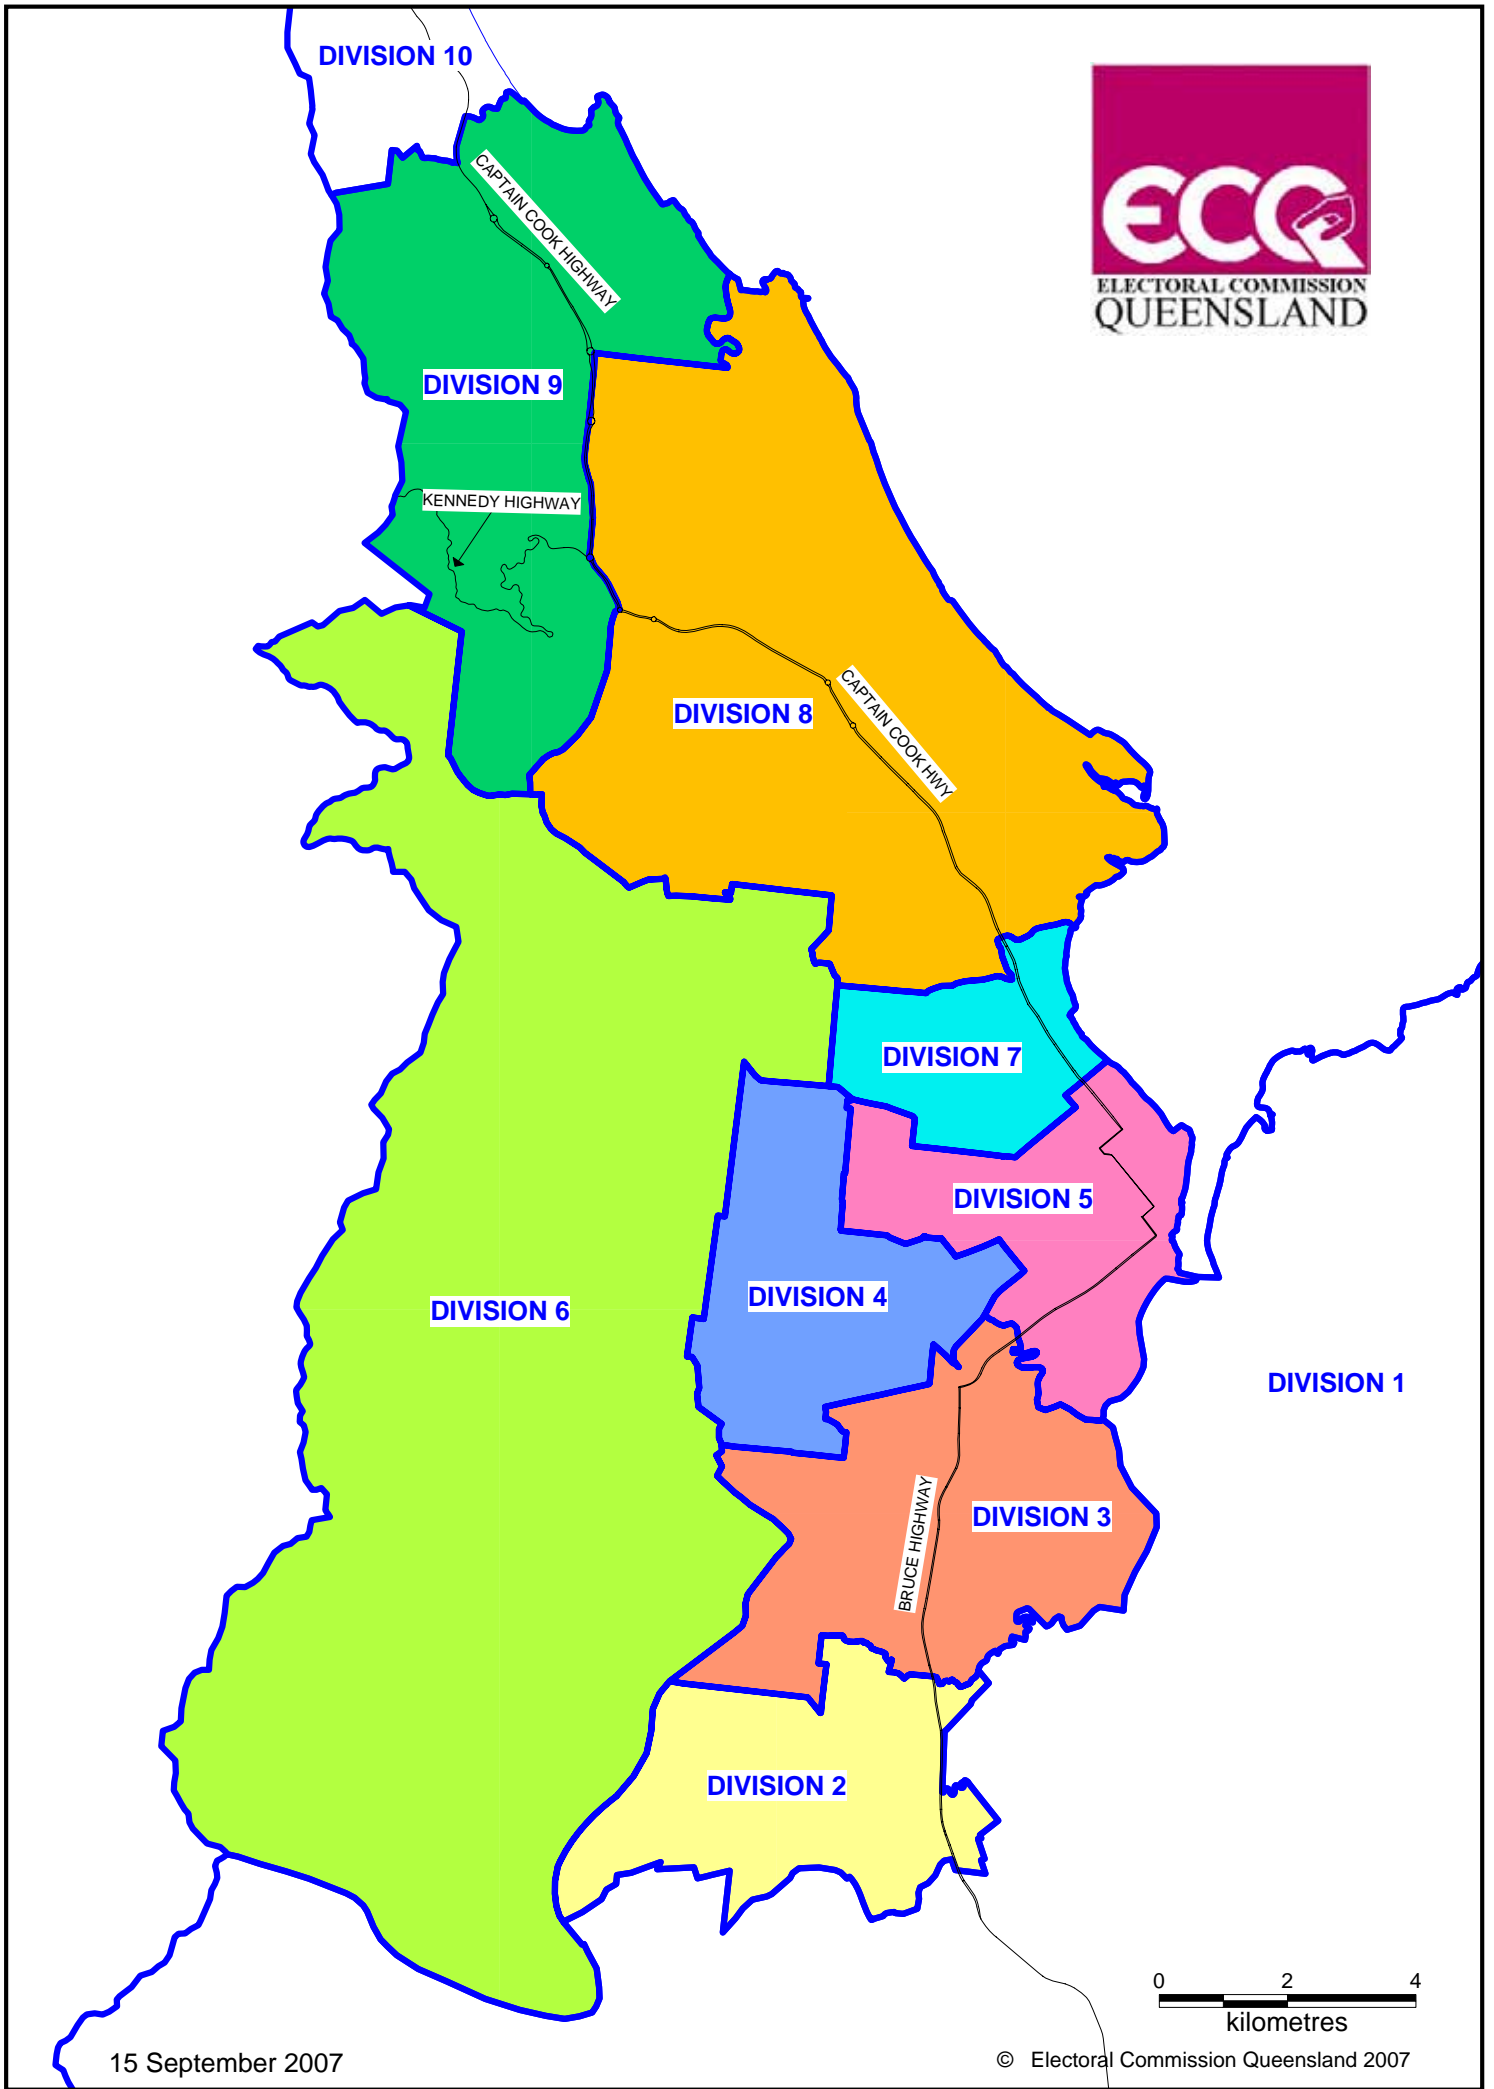 DIVISION 10
ECQ
ELECTORAL COMMISSION
QUEENSLAND
CAPTAIN COOK HIGHWAY
DIVISION 9
KENNEDY HIGHWAY
DIVISION 8
CAPTAIN COOK HWY
DIVISION 7
DIVISION 5
DIVISION 4
DIVISION 6
DIVISION 1
BRUCE HIGHWAY
DIVISION 3
DIVISION 2
0 2 4
kilometres
15 September 2007
© Electoral Commission Queensland 2007